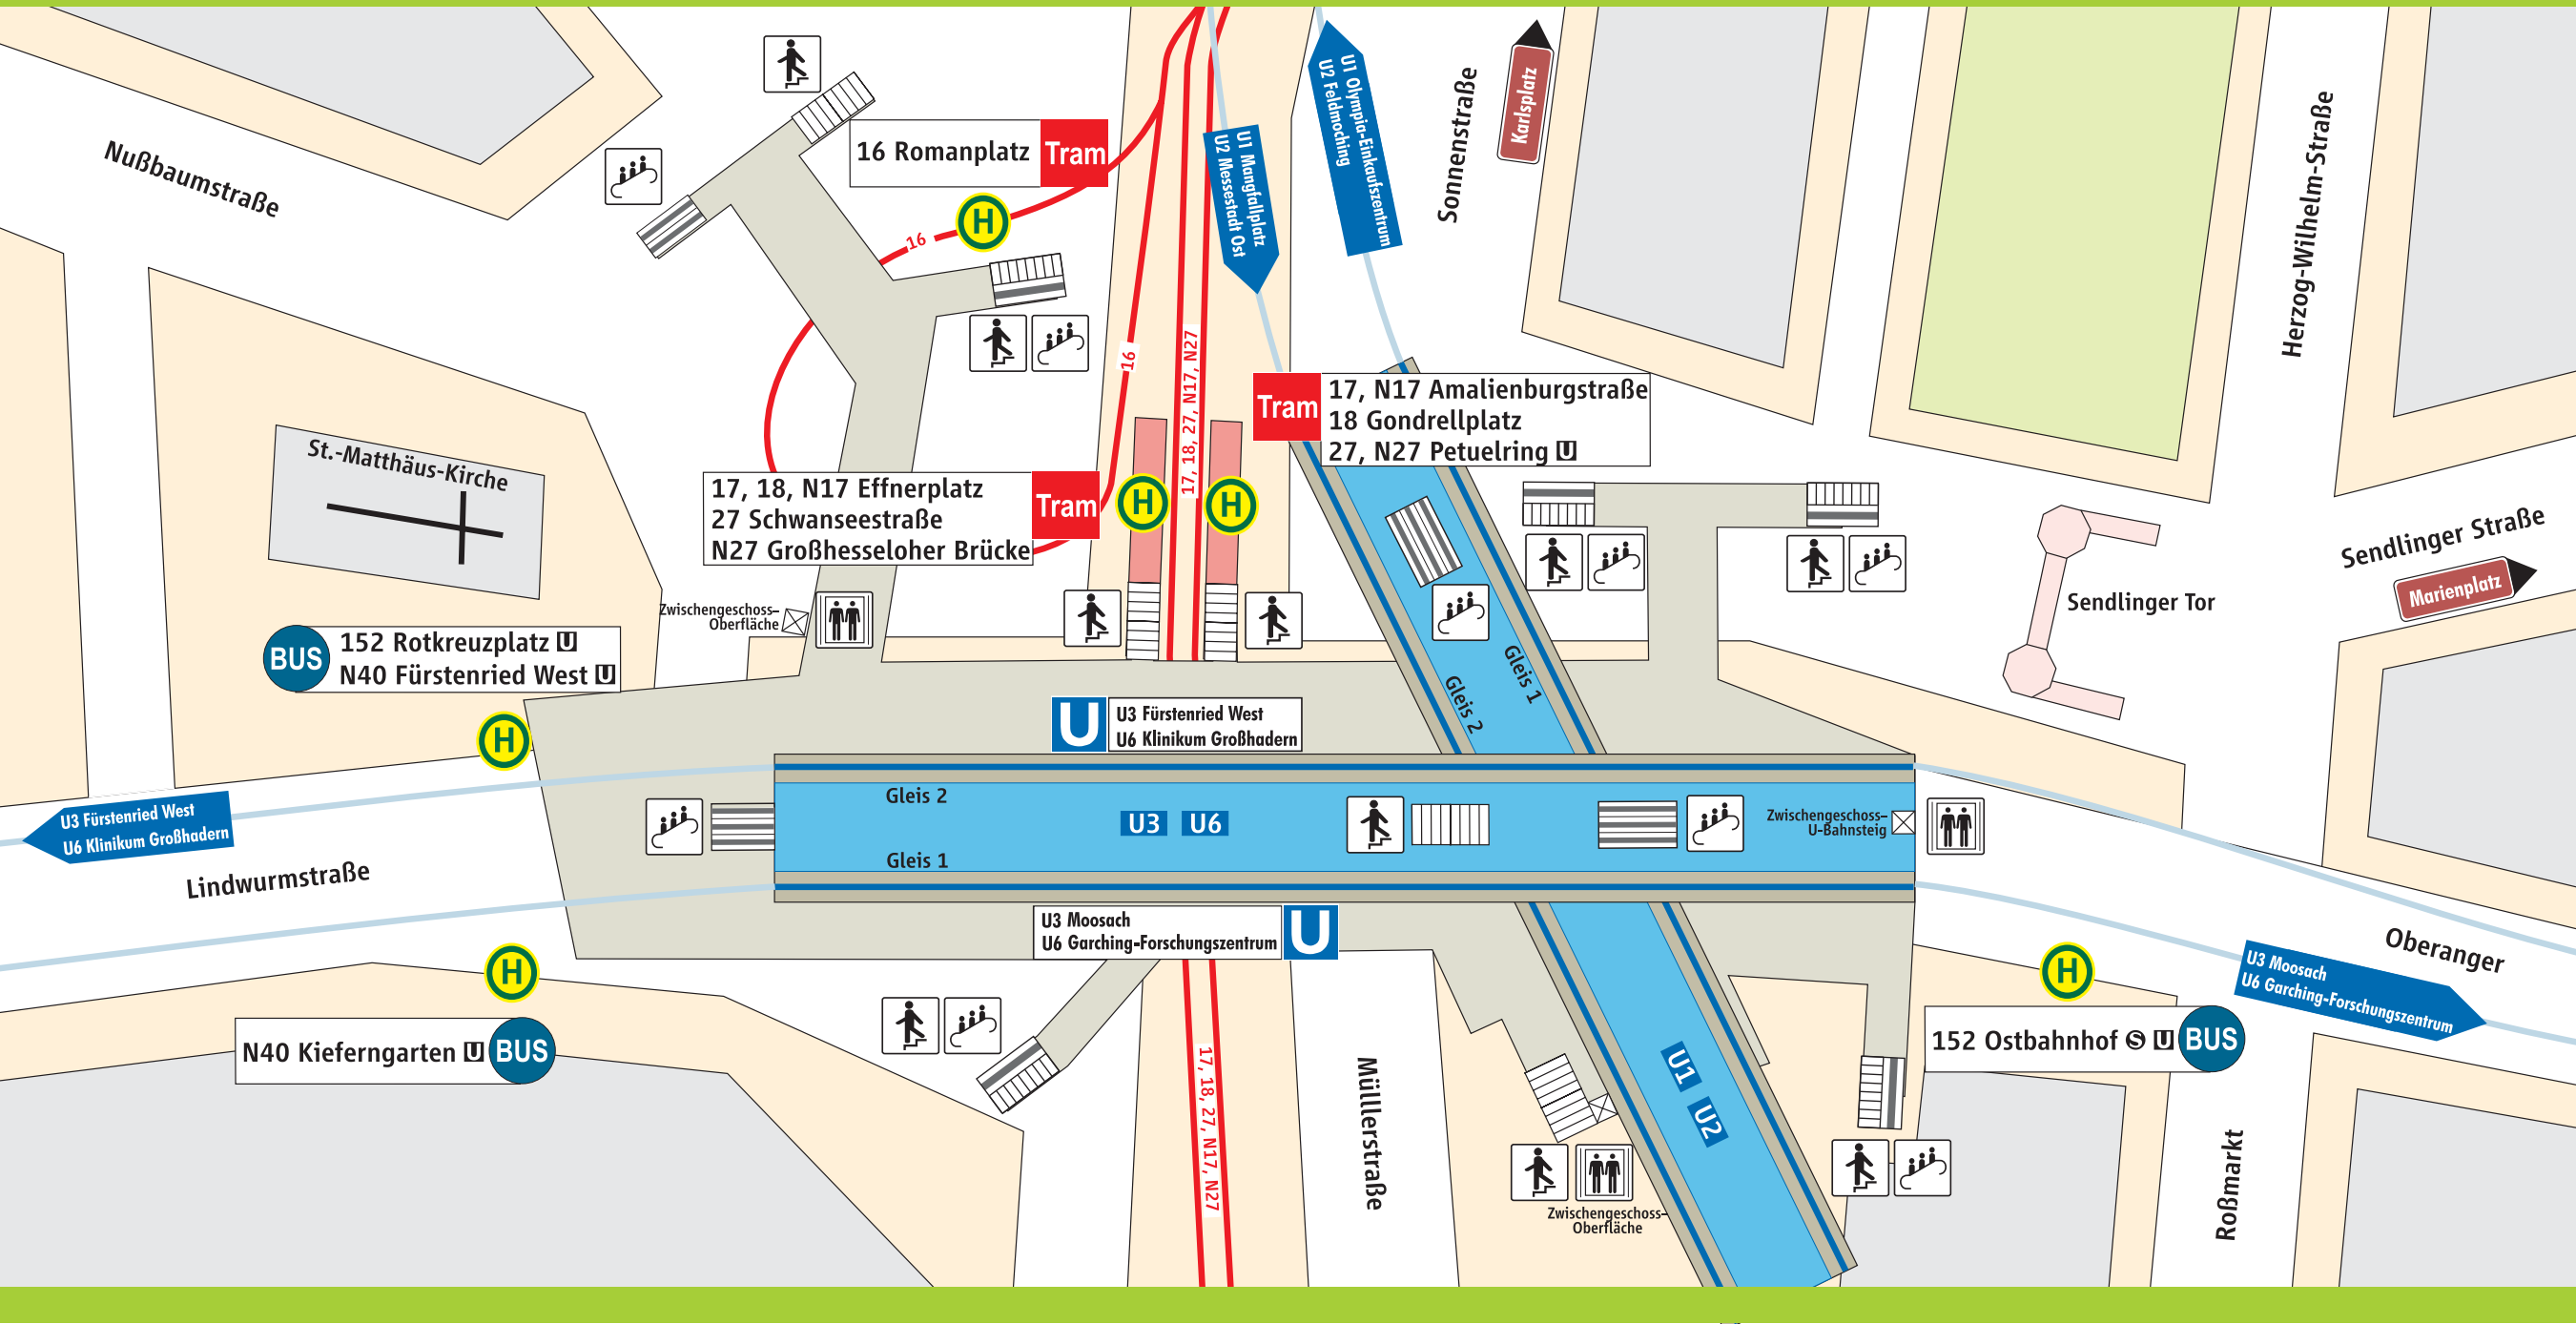 Nußbaumstraße
16 Romanplatz Tram
H
16
U1 Mangfallplatz
U2 Messestadt Ost
U1 Olympia-Einkaufszentrum
U2 Feldmoching
Sonnenstraße
Karlsplatz
Herzog-Wilhelm-Straße
16
17, 18, 27, N17, N27
Tram
17, N17 Amalienburgstraße
18 Gondrellplatz
27, N27 Petuelring U
St.-Matthäus-Kirche
17, 18, N17 Effnerplatz
27 Schwanseestraße
N27 Großhesseloher Brücke
Tram
H
H
Sendlinger Straße
Marienplatz
Sendlinger Tor
Zwischengeschoss-
Oberfläche
BUS
152 Rotkreuzplatz U
N40 Fürstenried West U
H
Gleis 1
Gleis 2
U
U3 Fürstenried West
U6 Klinikum Großhadern
U3 Fürstenried West
U6 Klinikum Großhadern
Gleis 2
U3 U6
Gleis 1
Zwischengeschoss-
U-Bahnsteig
Lindwurmstraße
U3 Moosach
U6 Garching-Forschungszentrum
U
Oberanger
U3 Moosach
U6 Garching-Forschungszentrum
H
H
N40 Kieferngarten U BUS
152 Ostbahnhof S U BUS
17, 18, 27, N17, N27
Müllerstraße
U1
U2
Zwischengeschoss-
Oberfläche
Roßmarkt